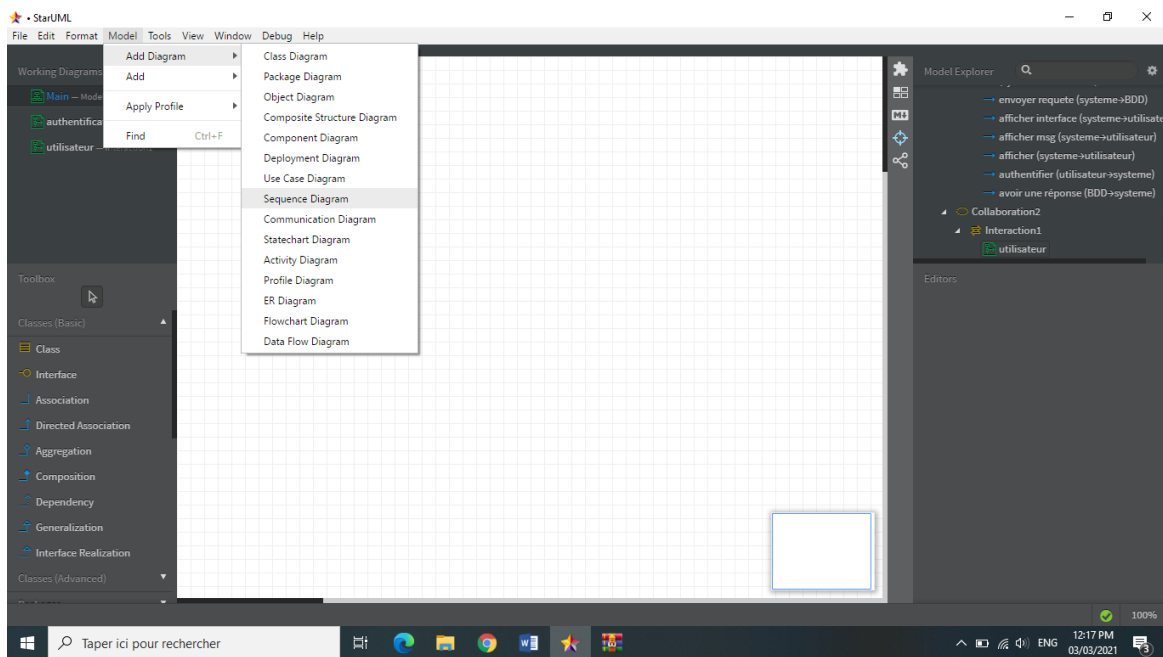 • StarUML
File Edit Format Model Tools View Window Debug Help
Add Diagram
Add
Apply Profile
Find Ctrl+F
Class Diagram
Package Diagram
Object Diagram
Composite Structure Diagram
Component Diagram
Deployment Diagram
Use Case Diagram
Sequence Diagram
Communication Diagram
Statechart Diagram
Activity Diagram
Profile Diagram
ER Diagram
Flowchart Diagram
Data Flow Diagram
Working Diagrams
Main — Mode
authentifica
utilisateur —
Toolbox
Classes (Basic)
Class
Interface
Association
Directed Association
Aggregation
Composition
Dependency
Generalization
Interface Realization
Classes (Advanced)
Model Explorer
envoyer requete (systeme→BDD)
afficher interface (systeme→utilisate
afficher msg (systeme→utilisateur)
afficher (systeme→utilisateur)
authentifier (utilisateur→systeme)
avoir une réponse (BDD→systeme)
Collaboration2
Interaction1
utilisateur
Editors
100%
Taper ici pour rechercher
ENG
12:17 PM
03/03/2021
3